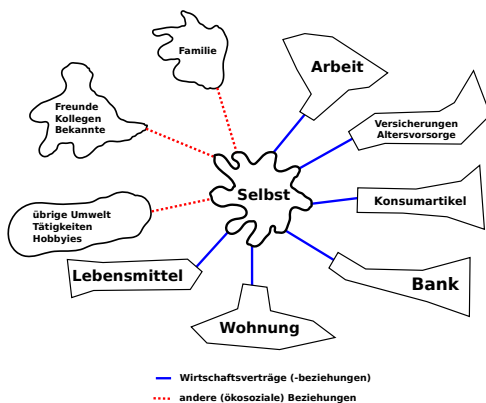 Familie
Arbeit
Freunde
Kollegen
Bekannte
Versicherungen
Altersvorsorge
Selbst
Konsumartikel
übrige Umwelt
Tätigkeiten
Hobbyies
Lebensmittel
Bank
Wohnung
Wirtschaftsverträge (-beziehungen)
andere (ökosoziale) Beziehungen